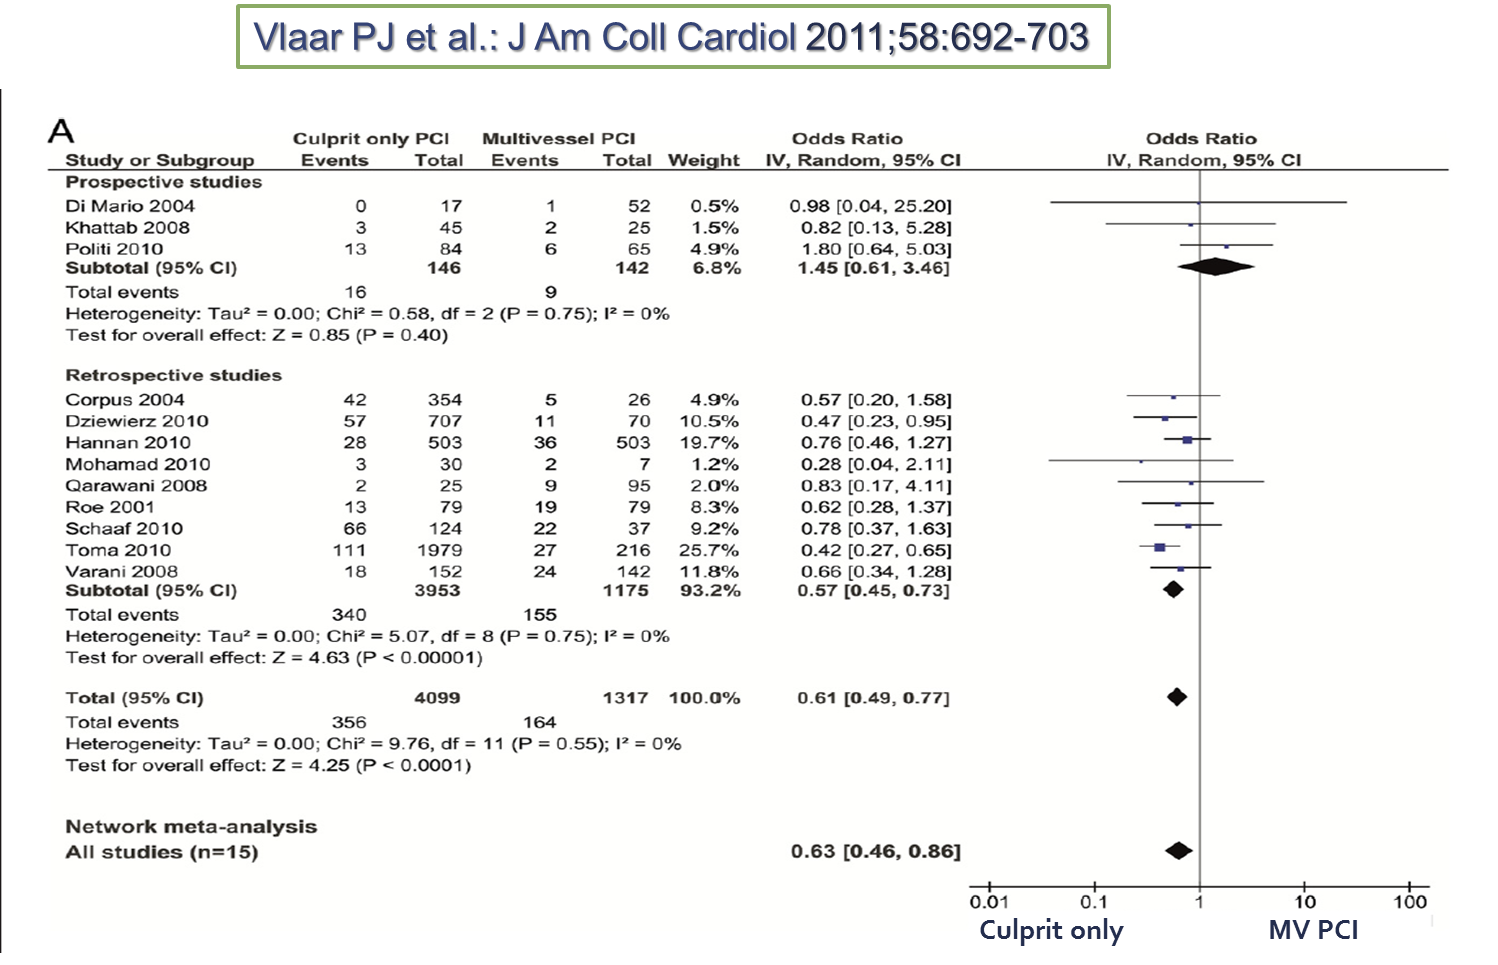 Vlaar PJ et al.: J Am Coll Cardiol 2011;58:692-703
A
Culprit only PCI Multivessel PCI Odds Ratio Odds Ratio
Study or Subgroup Events Total Events Total Weight IV, Random, 95% CI IV, Random, 95% CI
Prospective studies
Di Mario 2004 0 17 1 52 0.5% 0.98 [0.04, 25.20]
Khattab 2008 3 45 2 25 1.5% 0.82 [0.13, 5.28]
Politi 2010 13 84 6 65 4.9% 1.80 [0.64, 5.03]
Subtotal (95% CI) 146 142 6.8% 1.45 [0.61, 3.46]
Total events 16 9
Heterogeneity: Tau² = 0.00; Chi² = 0.58, df = 2 (P = 0.75); I² = 0%
Test for overall effect: Z = 0.85 (P = 0.40)
Retrospective studies
Corpus 2004 42 354 5 26 4.9% 0.57 [0.20, 1.58]
Dziewierz 2010 57 707 11 70 10.5% 0.47 [0.23, 0.95]
Hannan 2010 28 503 36 503 19.7% 0.76 [0.46, 1.27]
Mohamad 2010 3 30 2 7 1.2% 0.28 [0.04, 2.11]
Qarawani 2008 2 25 9 95 2.0% 0.83 [0.17, 4.11]
Roe 2001 13 79 19 79 8.3% 0.62 [0.28, 1.37]
Schaaf 2010 66 124 22 37 9.2% 0.78 [0.37, 1.63]
Toma 2010 111 1979 27 216 25.7% 0.42 [0.27, 0.65]
Varani 2008 18 152 24 142 11.8% 0.66 [0.34, 1.28]
Subtotal (95% CI) 3953 1175 93.2% 0.57 [0.45, 0.73]
Total events 340 155
Heterogeneity: Tau² = 0.00; Chi² = 5.07, df = 8 (P = 0.75); I² = 0%
Test for overall effect: Z = 4.63 (P < 0.00001)
Total (95% CI) 4099 1317 100.0% 0.61 [0.49, 0.77]
Total events 356 164
Heterogeneity: Tau² = 0.00; Chi² = 9.76, df = 11 (P = 0.55); I² = 0%
Test for overall effect: Z = 4.25 (P < 0.0001)
Network meta-analysis
All studies (n=15) 0.63 [0.46, 0.86]
0.01 0.1 1 10 100
Culprit only MV PCI